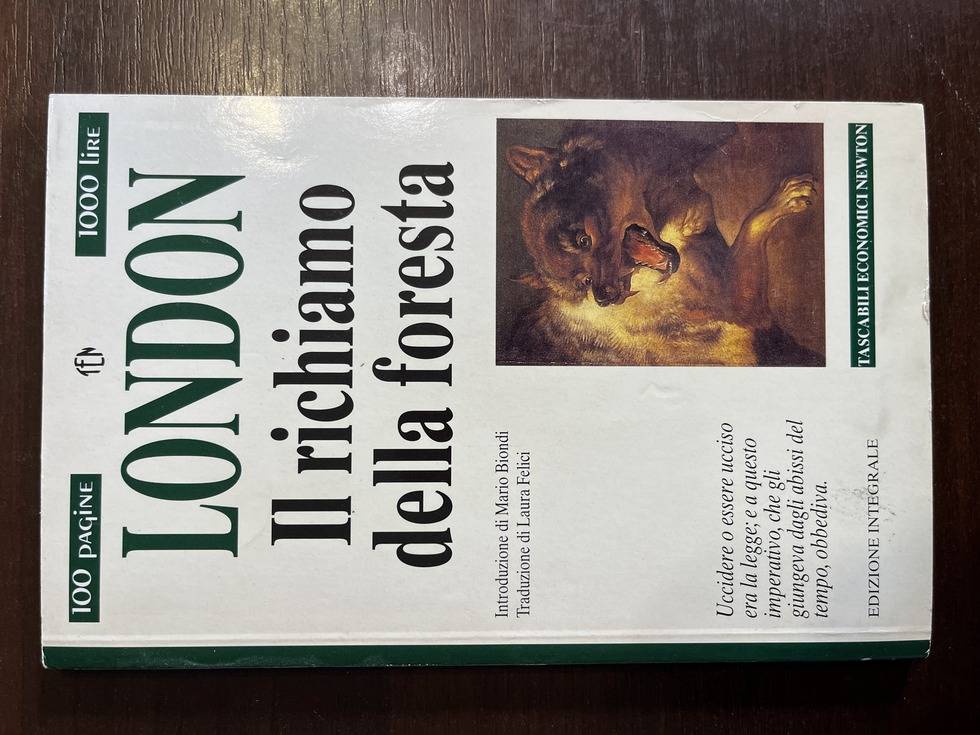 100 pagine
TEN
1000 lire
LONDON
Il richiamo
della foresta
Introduzione di Mario Biondi
Traduzione di Laura Felici
Uccidere o essere ucciso
era la legge; e a questo
imperativo, che gli
giungeva dagli abissi del
tempo, obbediva.
EDIZIONE INTEGRALE
TASCABILI ECONOMICI NEWTON